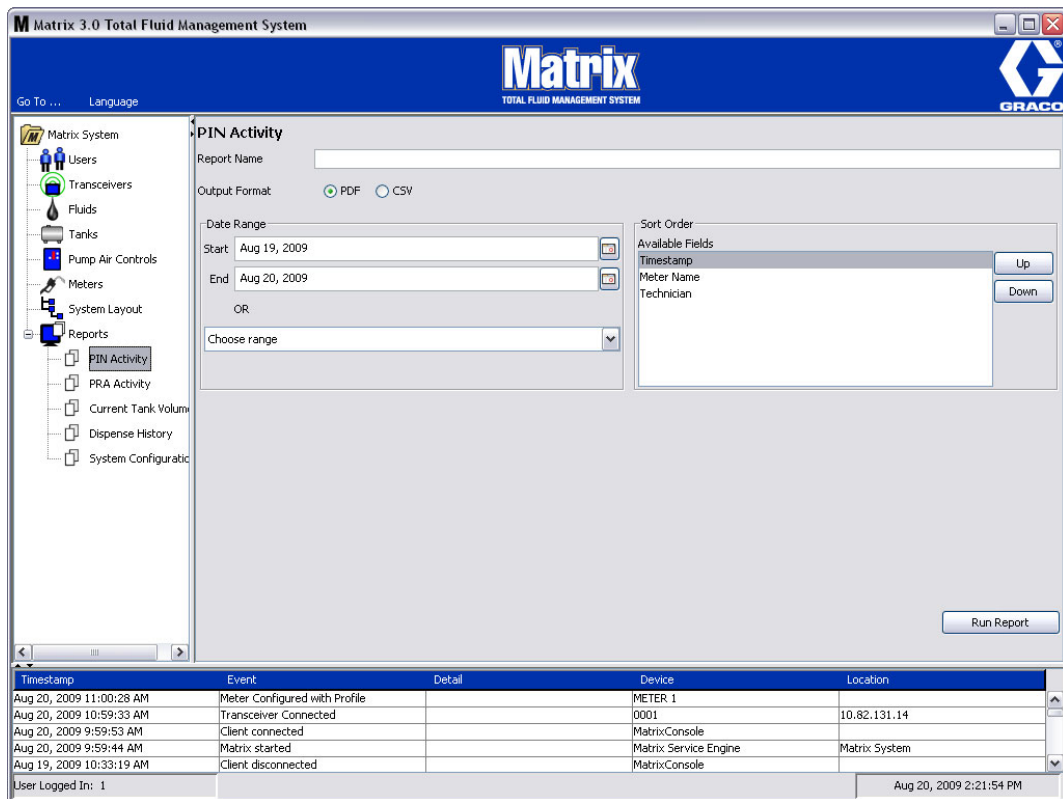 M Matrix 3.0 Total Fluid Management System
Matrix
TOTAL FLUID MANAGEMENT SYSTEM
GRACO
Go To ... Language
Matrix System
Users
Transceivers
Fluids
Tanks
Pump Air Controls
Meters
System Layout
Reports
PIN Activity
PRA Activity
Current Tank Volum
Dispense History
System Configuratic
PIN Activity
Report Name
Output Format PDF CSV
Date Range
Start Aug 19, 2009
End Aug 20, 2009
OR
Choose range
Sort Order
Available Fields
Timestamp
Meter Name
Technician
Up
Down
Run Report
Timestamp Event Detail Device Location
Aug 20, 2009 11:00:28 AM Meter Configured with Profile METER 1
Aug 20, 2009 10:59:33 AM Transceiver Connected 0001 10.82.131.14
Aug 20, 2009 9:59:53 AM Client connected MatrixConsole
Aug 20, 2009 9:59:44 AM Matrix started Matrix Service Engine Matrix System
Aug 19, 2009 10:33:19 AM Client disconnected MatrixConsole
User Logged In: 1 Aug 20, 2009 2:21:54 PM